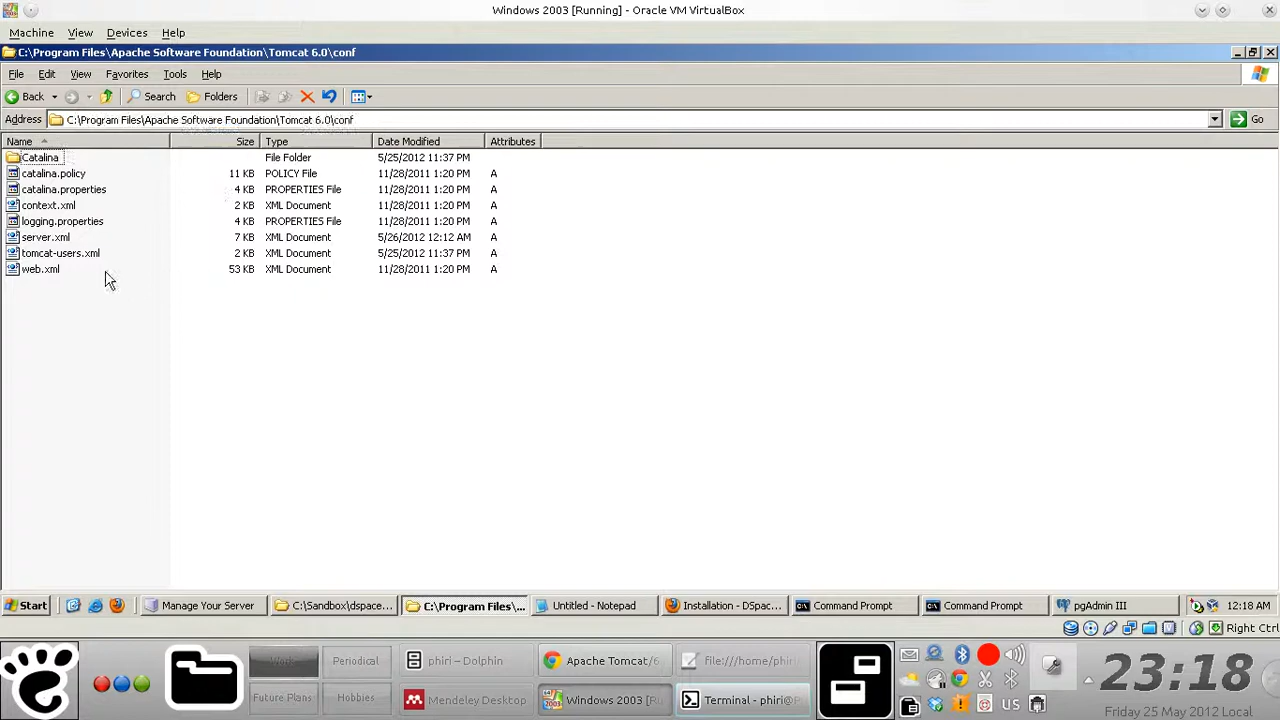 Windows 2003 [Running] - Oracle VM VirtualBox
Machine View Devices Help
C:\Program Files\Apache Software Foundation\Tomcat 6.0\conf
File Edit View Favorites Tools Help
Back Search Folders
Address C:\Program Files\Apache Software Foundation\Tomcat 6.0\conf Go
Name Size Type Date Modified Attributes
Catalina File Folder 5/25/2012 11:37 PM
catalina.policy 11 KB POLICY File 11/28/2011 1:20 PM A
catalina.properties 4 KB PROPERTIES File 11/28/2011 1:20 PM A
context.xml 2 KB XML Document 11/28/2011 1:20 PM A
logging.properties 4 KB PROPERTIES File 11/28/2011 1:20 PM A
server.xml 7 KB XML Document 5/26/2012 12:12 AM A
tomcat-users.xml 2 KB XML Document 5/25/2012 11:37 PM A
web.xml 53 KB XML Document 11/28/2011 1:20 PM A
Start Manage Your Server C:\Sandbox\dspace... C:\Program Files\... Untitled - Notepad Installation - DSpac... Command Prompt Command Prompt pgAdmin III 12:18 AM
Right Ctrl
Work Periodical phiri – Dolphin Apache Tomcat/6. file:///home/phiri
Future Plans Hobbies Mendeley Desktop Windows 2003 [Ru Terminal - phiri@P US
23:18
Friday 25 May 2012 Local